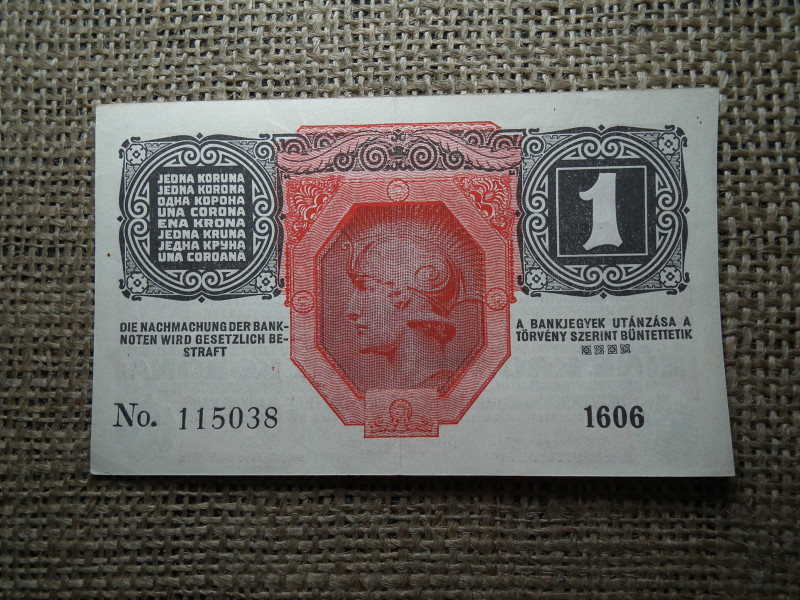 JEDNA KORUNA
JEDNA KORONA
ОДНА КОРОНА
UNA CORONA
ENA KRONA
JEDNA KRUNA
ЈЕДНА КРУНА
UNA COROANĂ
1
DIE NACHMACHUNG DER BANK-
NOTEN WIRD GESETZLICH BE-
STRAFT
A BANKJEGYEK UTÁNZÁSA A
TÖRVÉNY SZERINT BÜNTETTETIK
No. 115038
1606